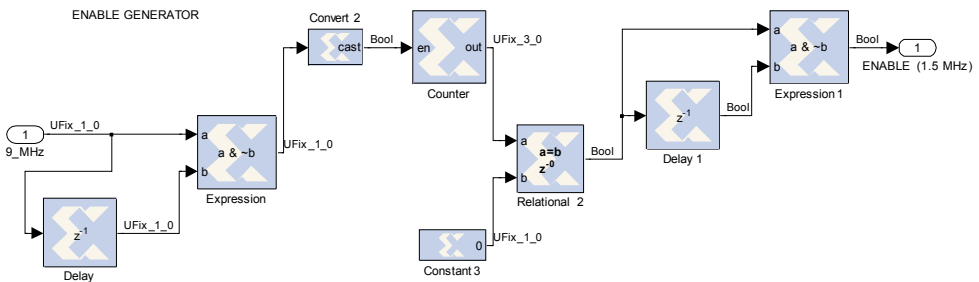 ENABLE GENERATOR
Convert 2
cast
Bool
en
out
UFix_3_0
Counter
Bool
a
b
a & ~b
Bool
1
ENABLE (1.5 MHz)
Expression 1
1
9_MHz
UFix_1_0
a
b
a & ~b
UFix_1_0
Expression
z-1
UFix_1_0
Delay
a
b
a=b
z-0
Bool
Relational 2
z-1
Delay 1
0
UFix_1_0
Constant 3